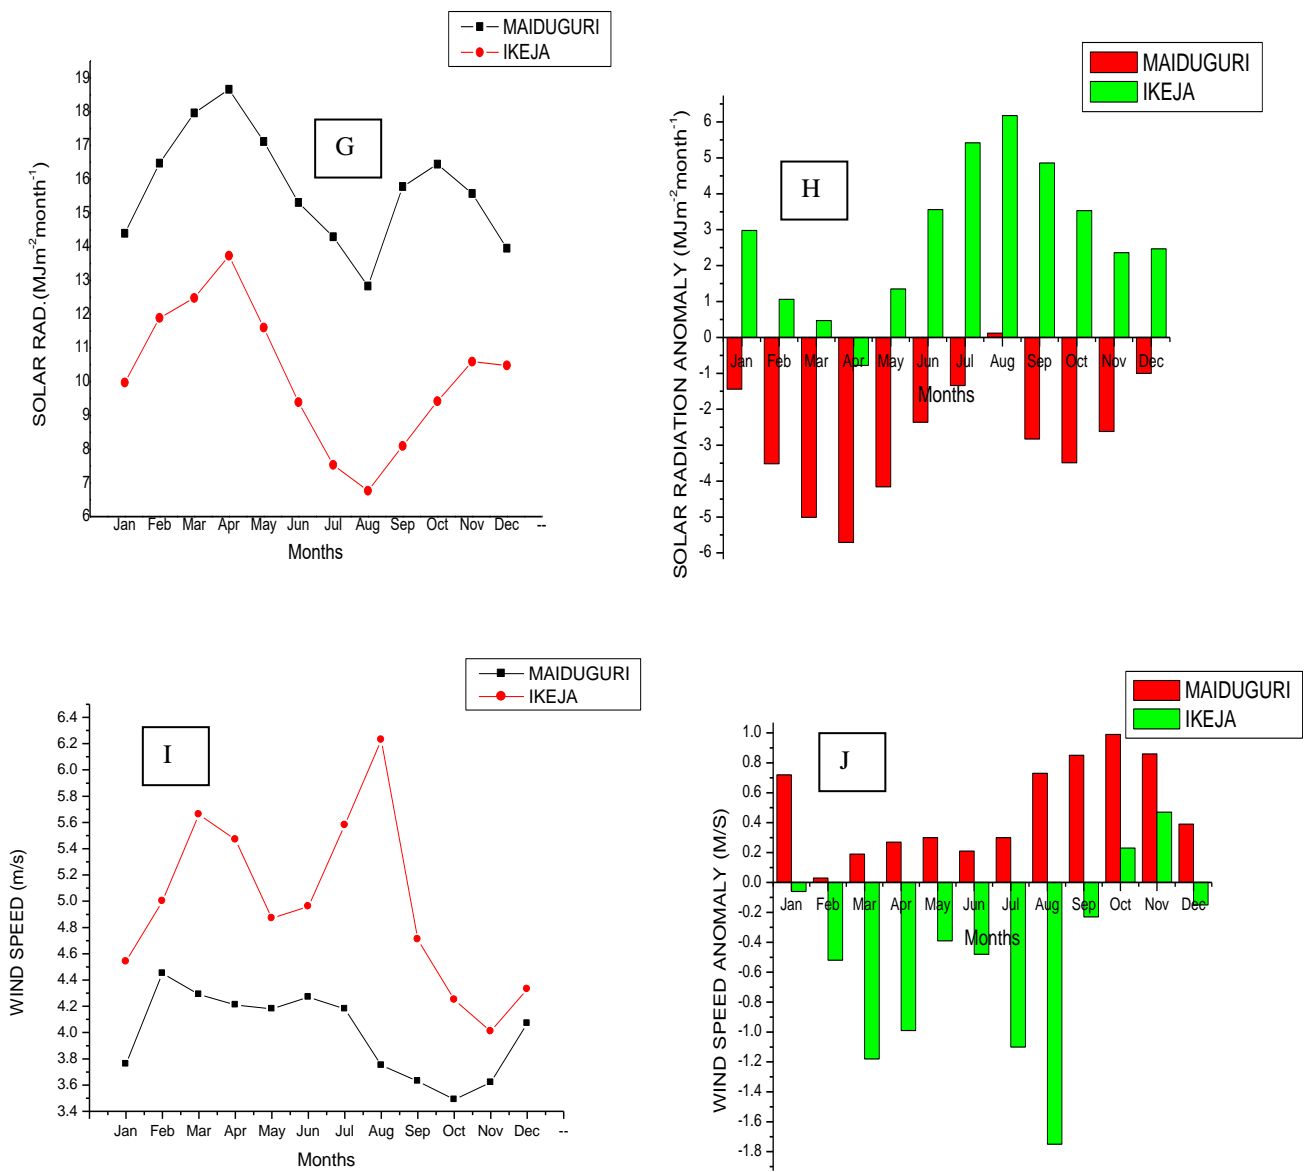 MAIDUGURI
IKEJA
G
SOLAR RAD.(MJm⁻²month⁻¹)
19
18
17
16
15
14
13
12
11
10
9
8
7
6
Jan Feb Mar Apr May Jun Jul Aug Sep Oct Nov Dec --
Months
MAIDUGURI
IKEJA
H
SOLAR RADIATION ANOMALY (MJm⁻²month⁻¹)
6
5
4
3
2
1
0
-1
-2
-3
-4
-5
-6
Jan Feb Mar Apr May Jun Jul Aug Sep Oct Nov Dec
Months
MAIDUGURI
IKEJA
I
WIND SPEED (m/s)
6.4
6.2
6.0
5.8
5.6
5.4
5.2
5.0
4.8
4.6
4.4
4.2
4.0
3.8
3.6
3.4
Jan Feb Mar Apr May Jun Jul Aug Sep Oct Nov Dec --
Months
MAIDUGURI
IKEJA
J
WIND SPEED ANOMALY (M/S)
1.0
0.8
0.6
0.4
0.2
0.0
-0.2
-0.4
-0.6
-0.8
-1.0
-1.2
-1.4
-1.6
-1.8
Jan Feb Mar Apr May Jun Jul Aug Sep Oct Nov Dec
Months